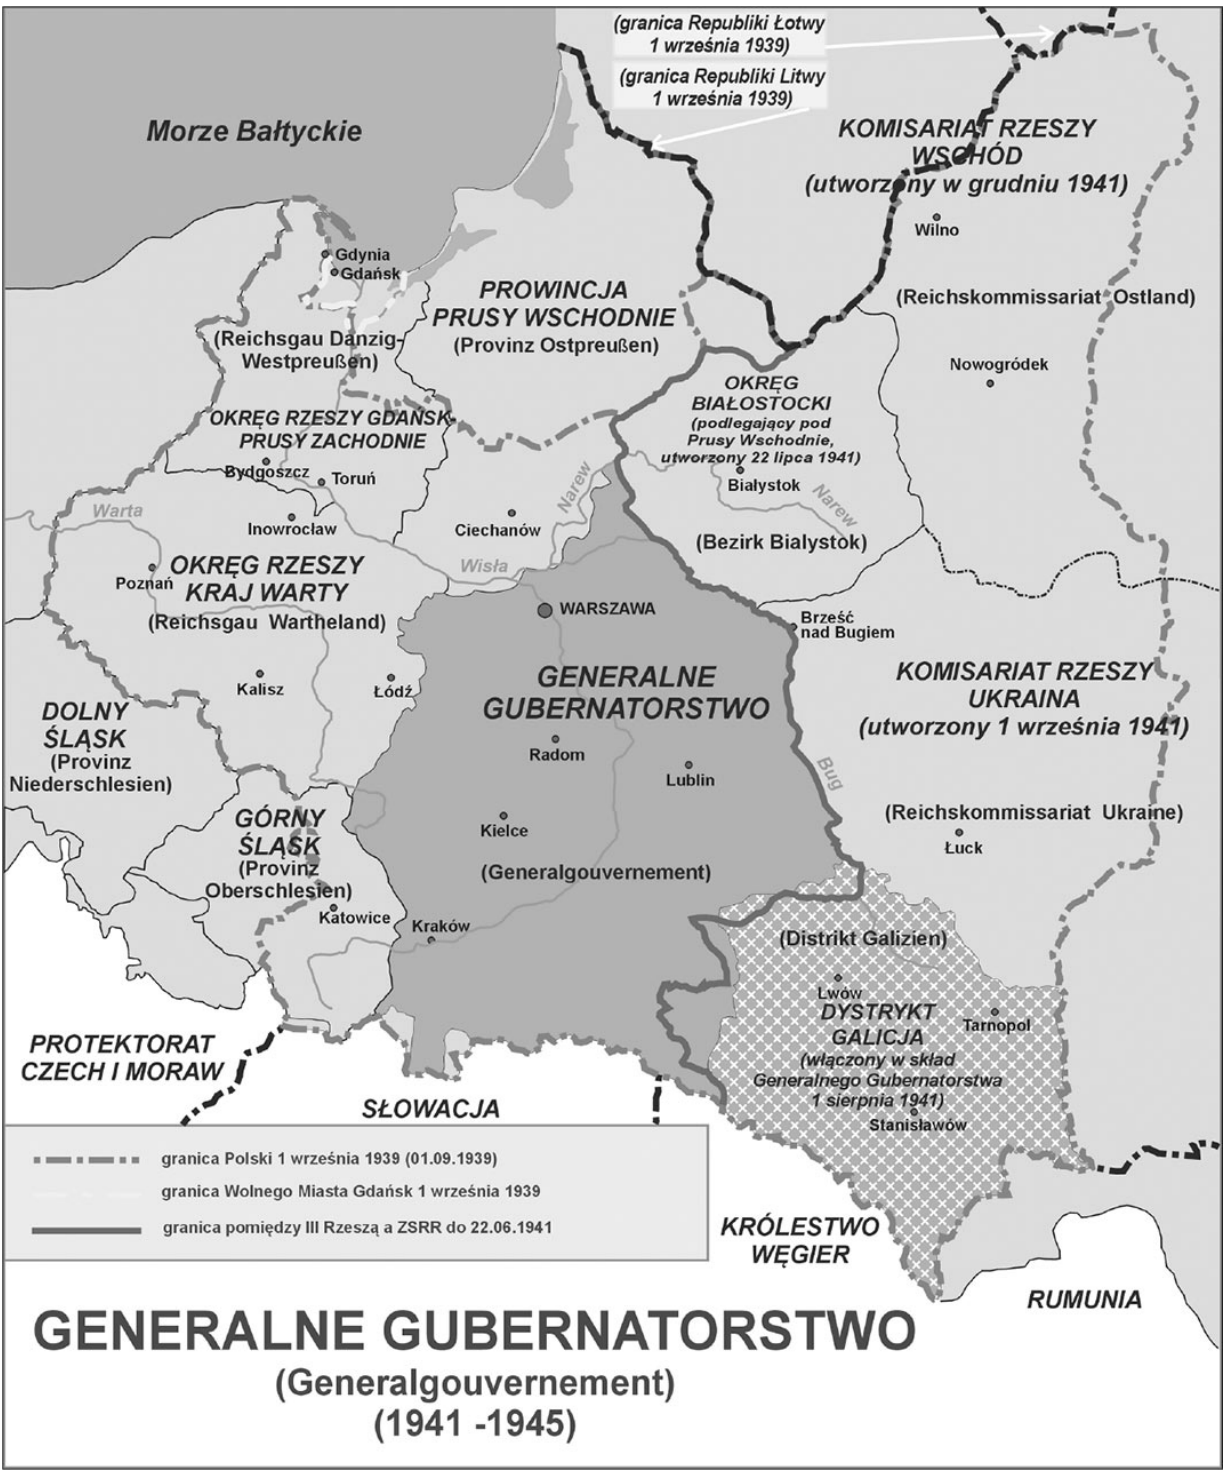 (granica Republiki Łotwy
1 września 1939)
(granica Republiki Litwy
1 września 1939)
Morze Bałtyckie
KOMISARIAT RZESZY
WSCHÓD
(utworzony w grudniu 1941)
Wilno
(Reichskommissariat Ostland)
Nowogródek
Gdynia
Gdańsk
PROWINCJA
PRUSY WSCHODNIE
(Provinz Ostpreußen)
(Reichsgau Danzig-
Westpreußen)
OKRĘG RZESZY GDAŃSK-
PRUSY ZACHODNIE
Bydgoszcz
Toruń
OKRĘG
BIAŁOSTOCKI
(podlegający pod
Prusy Wschodnie,
utworzony 22 lipca 1941)
Białystok
Narew
Narew
(Bezirk Bialystok)
Warta
Inowrocław
Ciechanów
Wisła
Poznań
OKRĘG RZESZY
KRAJ WARTY
(Reichsgau Wartheland)
Kalisz
Łódź
WARSZAWA
Brześć
nad Bugiem
GENERALNE
GUBERNATORSTWO
Radom
Lublin
Kielce
(Generalgouvernement)
Kraków
Bug
KOMISARIAT RZESZY
UKRAINA
(utworzony 1 września 1941)
(Reichskommissariat Ukraine)
Łuck
DOLNY
ŚLĄSK
(Provinz
Niederschlesien)
GÓRNY
ŚLĄSK
(Provinz
Oberschlesien)
Katowice
(Distrikt Galizien)
Lwów
DYSTRYKT
GALICJA
(włączony w skład
Generalnego Gubernatorstwa
1 sierpnia 1941)
Tarnopol
Stanisławów
PROTEKTORAT
CZECH I MORAW
SŁOWACJA
KRÓLESTWO
WĘGIER
RUMUNIA
granica Polski 1 września 1939 (01.09.1939)
granica Wolnego Miasta Gdańsk 1 września 1939
granica pomiędzy III Rzeszą a ZSRR do 22.06.1941
GENERALNE GUBERNATORSTWO
(Generalgouvernement)
(1941 -1945)